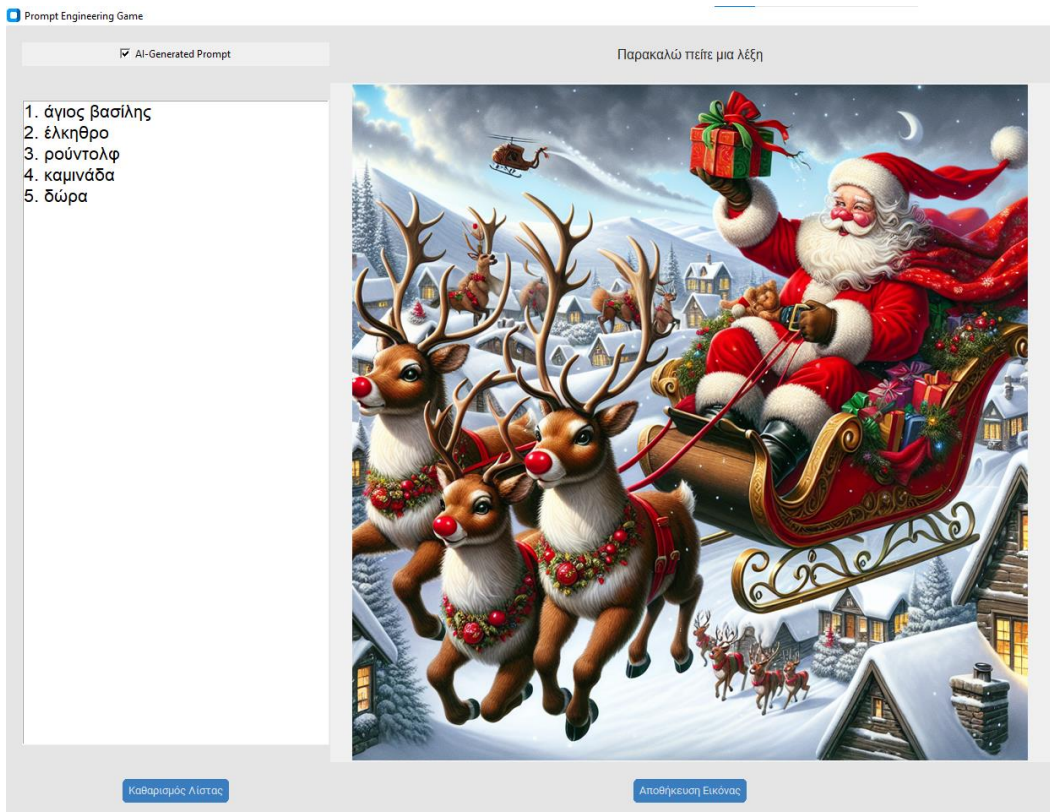 Prompt Engineering Game
AI-Generated Prompt
Παρακαλώ πείτε μια λέξη
1. άγιος βασίλης
2. έλκηθρο
3. ρούντολφ
4. καμινάδα
5. δώρα
Καθαρισμός Λίστας
Αποθήκευση Εικόνας